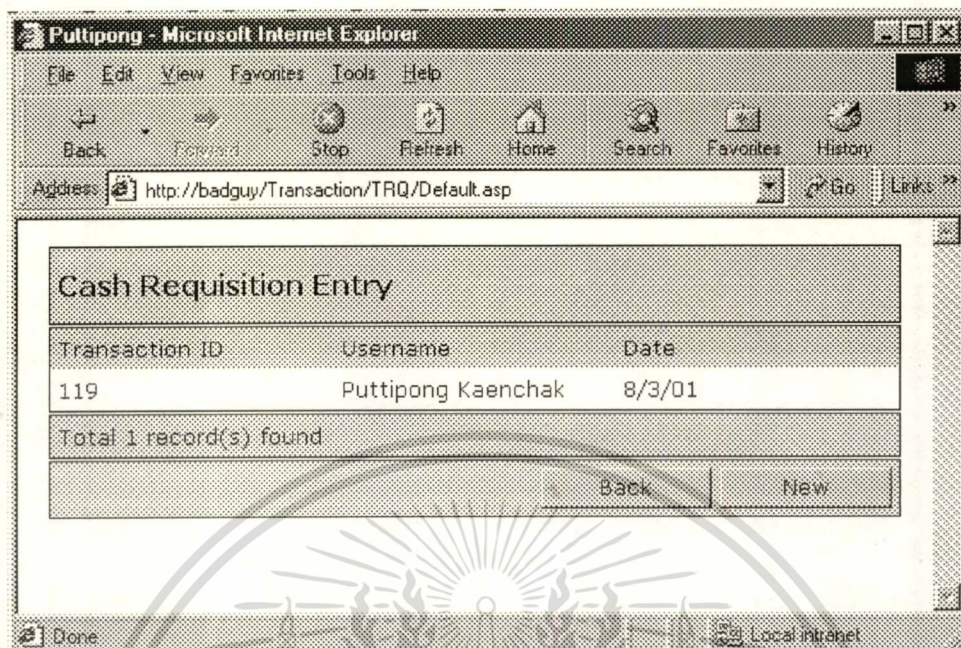 Puttipong - Microsoft Internet Explorer
File Edit View Favorites Tools Help
Back Forward Stop Refresh Home Search Favorites History
Address http://badguy/Transaction/TRQ/Default.asp Go Links
Cash Requisition Entry
Transaction ID Username Date
119 Puttipong Kaenchak 8/3/01
Total 1 record(s) found
Back New
Done Local intranet